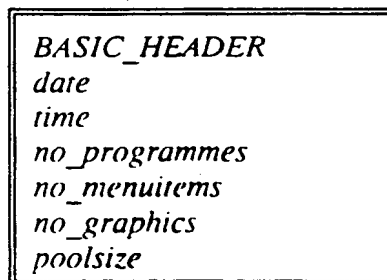 BASIC_HEADER
date
time
no_programmes
no_menuitems
no_graphics
poolsize